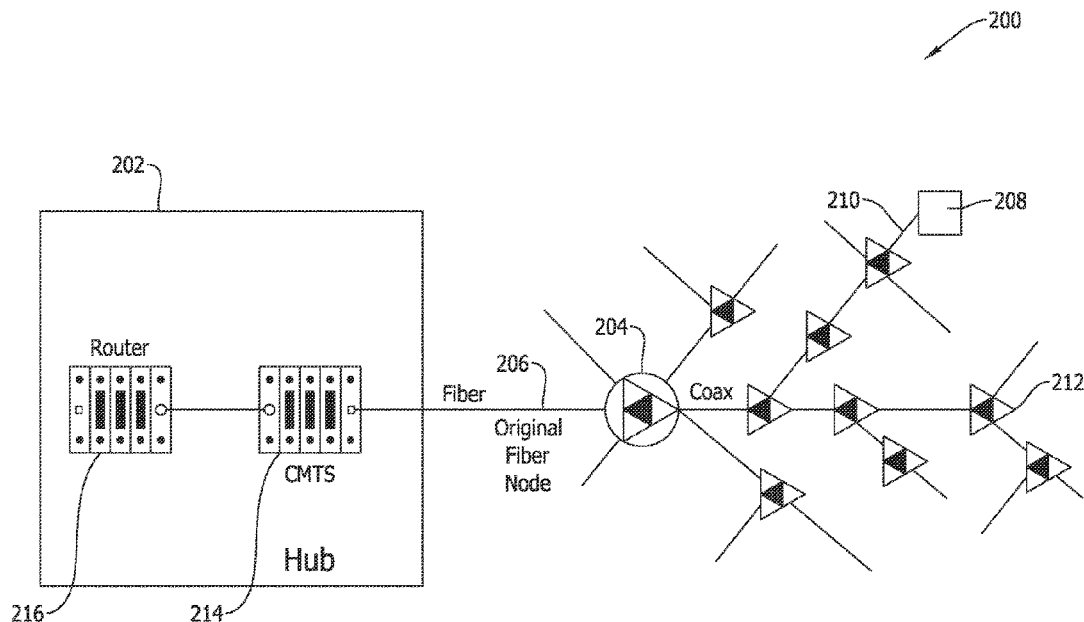 200
202
210
208
204
Router
206
212
Fiber
Coax
Original
Fiber
Node
CMTS
Hub
216
214